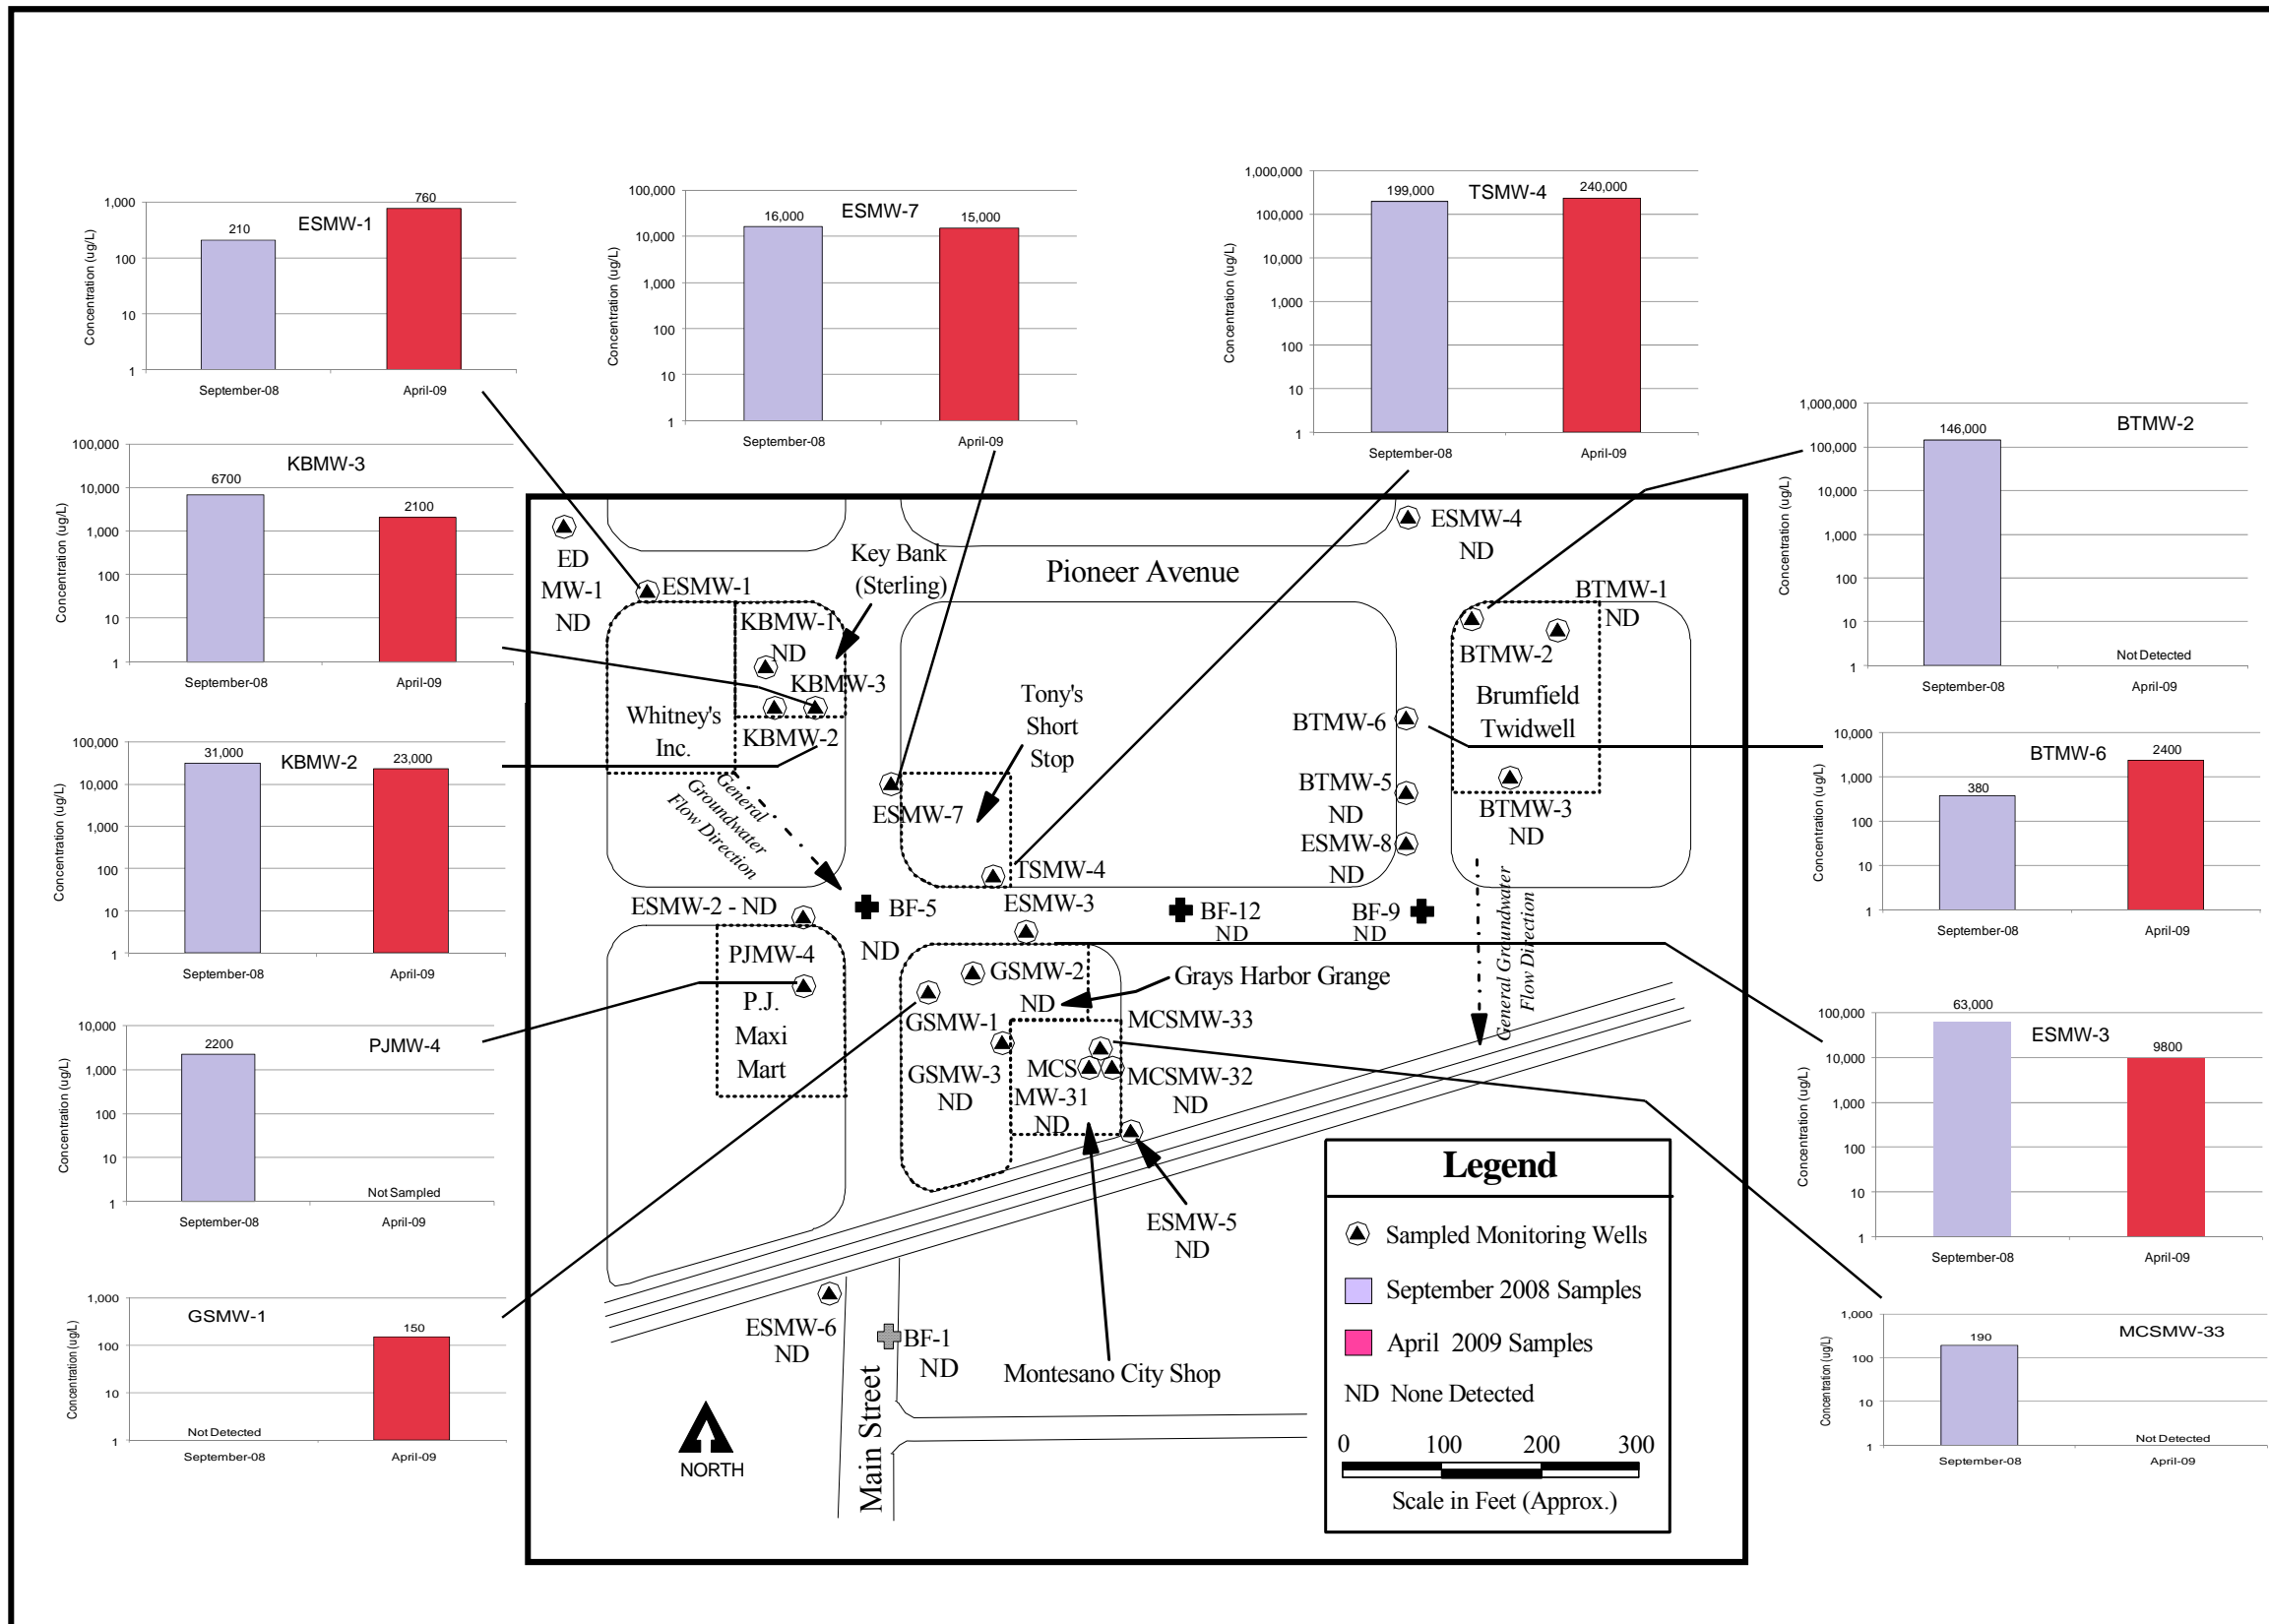 1,000
100
10
1
Concentration (ug/L)
210
760
ESMW-1
September-08
April-09
100,000
10,000
1,000
100
10
1
Concentration (ug/L)
16,000
15,000
ESMW-7
September-08
April-09
1,000,000
100,000
10,000
1,000
100
10
1
Concentration (ug/L)
199,000
240,000
TSMW-4
September-08
April-09
1,000,000
100,000
10,000
1,000
100
10
1
Concentration (ug/L)
146,000
BTMW-2
Not Detected
September-08
April-09
100,000
10,000
1,000
100
10
1
Concentration (ug/L)
KBMW-3
6700
2100
September-08
April-09
100,000
10,000
1,000
100
10
1
Concentration (ug/L)
31,000
KBMW-2
23,000
September-08
April-09
10,000
1,000
100
10
1
Concentration (ug/L)
BTMW-6
380
2400
September-08
April-09
10,000
1,000
100
10
1
Concentration (ug/L)
2200
PJMW-4
Not Sampled
September-08
April-09
100,000
10,000
1,000
100
10
1
Concentration (ug/L)
63,000
ESMW-3
9800
September-08
April-09
1,000
100
10
1
Concentration (ug/L)
GSMW-1
150
Not Detected
September-08
April-09
1,000
100
10
1
Concentration (ug/L)
190
MCSMW-33
Not Detected
September-08
April-09
ED
MW-1
ND
ESMW-1
Key Bank
(Sterling)
Pioneer Avenue
ESMW-4
ND
KBMW-1
ND
KBMW-3
KBMW-2
Whitney's
Inc.
General
Groundwater
Flow Direction
ESMW-7
Tony's
Short
Stop
TSMW-4
BTMW-1
ND
BTMW-2
Brumfield
Twidwell
BTMW-6
BTMW-5
ND
BTMW-3
ND
ESMW-8
ND
ESMW-2 - ND
BF-5
ND
ESMW-3
BF-12
ND
BF-9
ND
General Groundwater
Flow Direction
PJMW-4
P.J.
Maxi
Mart
GSMW-2
ND
Grays Harbor Grange
GSMW-1
MCSMW-33
GSMW-3
ND
MCS
MW-31
ND
MCSMW-32
ND
ESMW-5
ND
ESMW-6
ND
BF-1
ND
Montesano City Shop
Main Street
NORTH
Legend
Sampled Monitoring Wells
September 2008 Samples
April 2009 Samples
ND None Detected
0 100 200 300
Scale in Feet (Approx.)